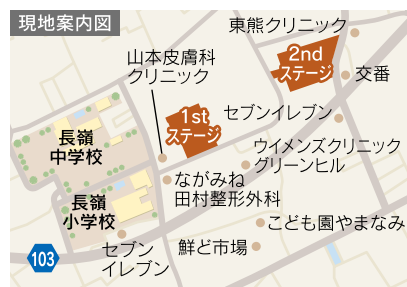 現地案内図
東熊クリニック
山本皮膚科
クリニック
2nd
ステージ
交番
1st
ステージ
セブンイレブン
長嶺
中学校
ウイメンズクリニック
グリーンヒル
ながみね
田村整形外科
長嶺
小学校
こども園やまなみ
鮮ど市場
セブン
イレブン
103